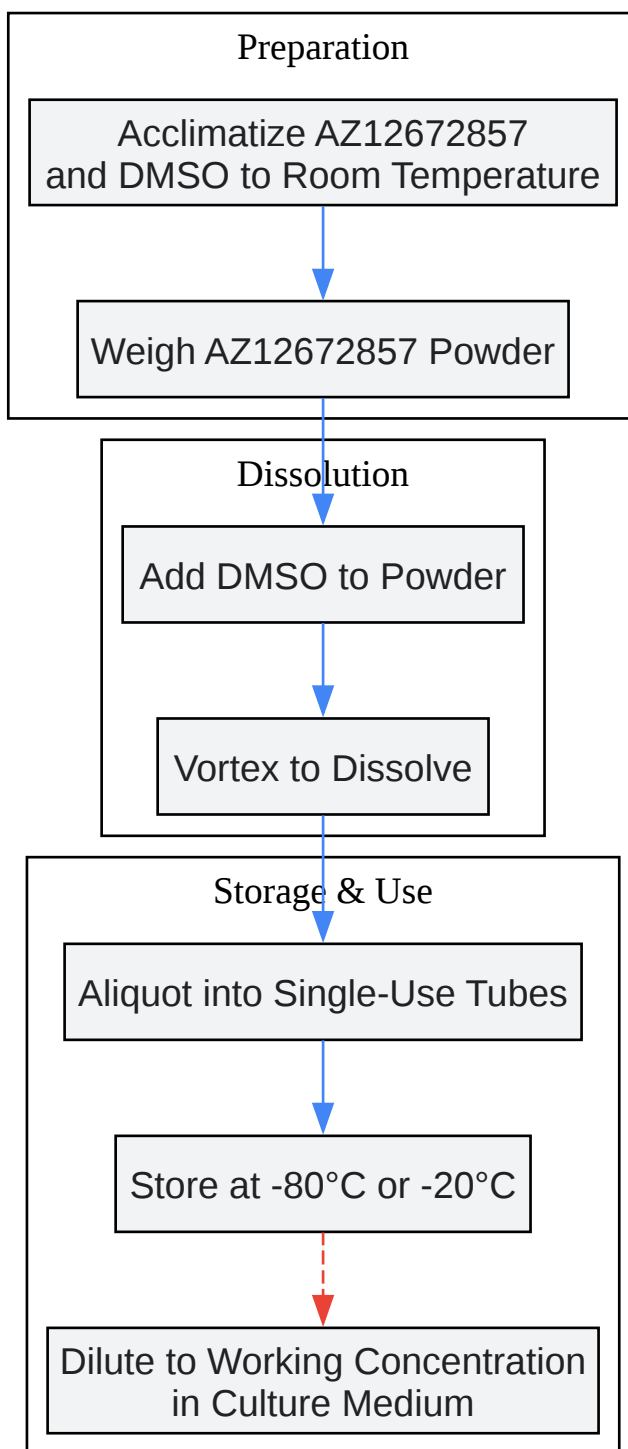 Preparation
Acclimatize AZ12672857
and DMSO to Room Temperature
Weigh AZ12672857 Powder
Dissolution
Add DMSO to Powder
Vortex to Dissolve
Storage & Use
Aliquot into Single-Use Tubes
Store at -80°C or -20°C
Dilute to Working Concentration
in Culture Medium